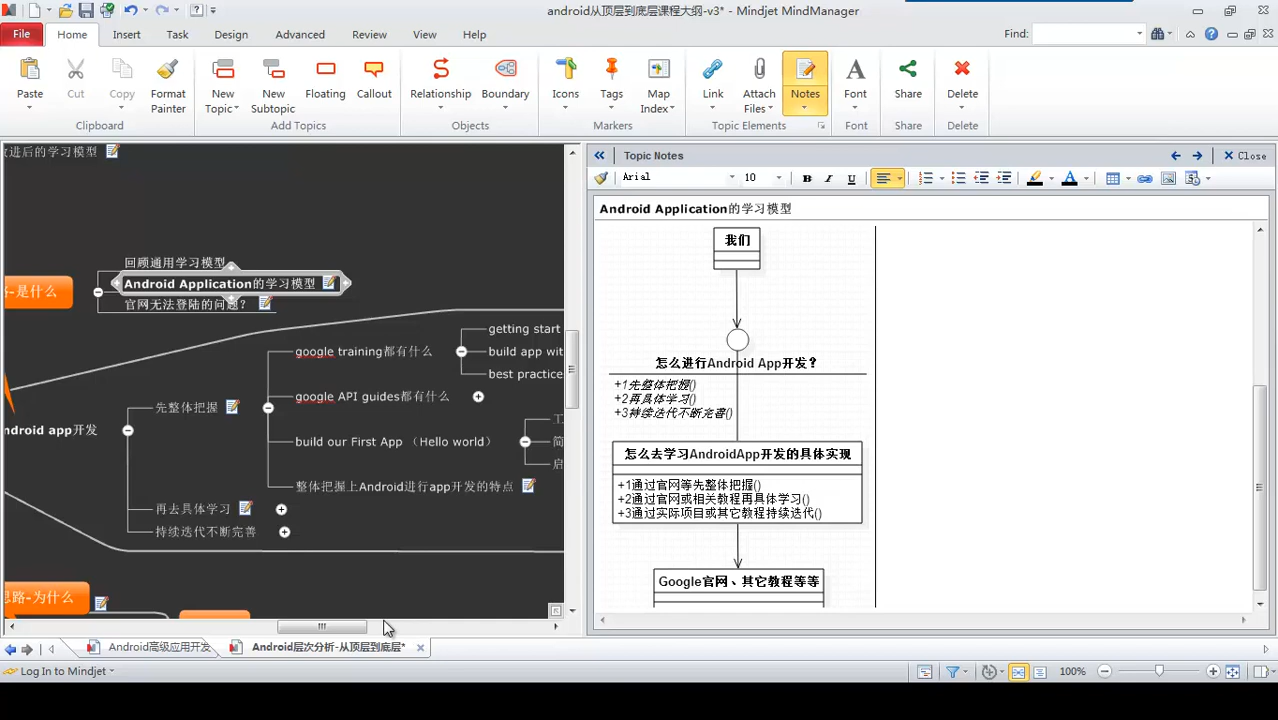 android从顶层到底层课程大纲-v3* - Mindjet MindManager
File Home Insert Task Design Advanced Review View Help
Find:
Paste Cut Copy Format Painter
New Topic New Subtopic Floating Callout
Relationship Boundary
Icons Tags Map Index
Link Attach Files Notes
Font Share Delete
Clipboard Add Topics Objects Markers Topic Elements Font Share Delete
改进后的学习模型
回顾通用学习模型
Android Application的学习模型
官网无法登陆的问题?
-是什么
google training都有什么
getting start
build app wit
best practice
google API guides都有什么
build our First App （Hello world）
工
简
启
整体把握上Android进行app开发的特点
ndroid app开发
先整体把握
再去具体学习
持续迭代不断完善
思路-为什么
Topic Notes
Close
Arial 10 B I U
Android Application的学习模型
我们
怎么进行Android App开发?
+1先整体把握()
+2再具体学习()
+3持续迭代不断完善()
怎么去学习AndroidApp开发的具体实现
+1通过官网等先整体把握()
+2通过官网或相关教程再具体学习()
+3通过实际项目或其它教程持续迭代()
Google官网、其它教程等等
Android高级应用开发
Android层次分析-从顶层到底层*
Log In to Mindjet
100%